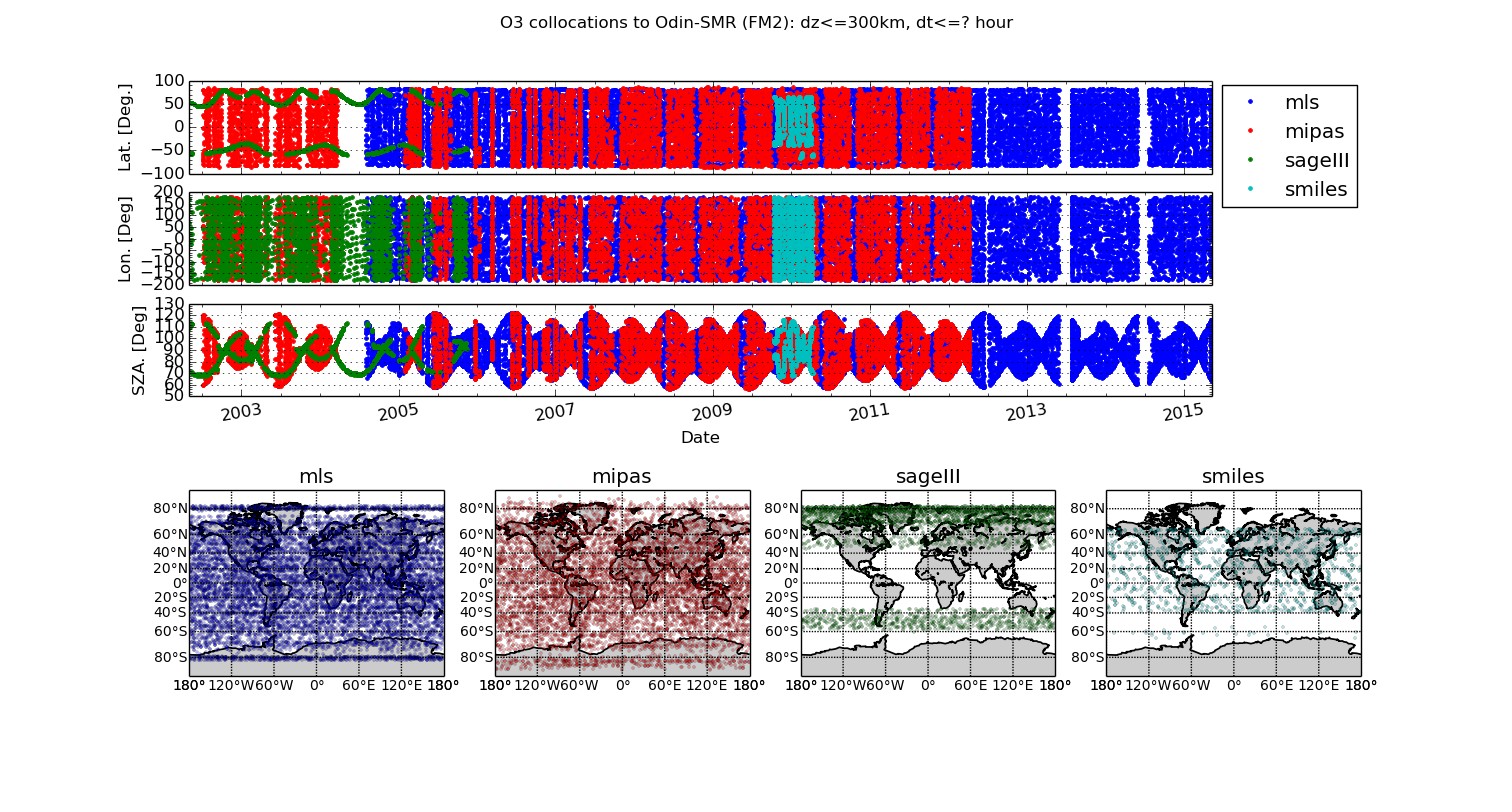 O3 collocations to Odin-SMR (FM2): dz<=300km, dt<=? hour
100
50
0
−50
−100
Lat. [Deg.]
mls
mipas
sageIII
smiles
200
150
100
50
0
−50
−100
−150
−200
Lon. [Deg]
130
120
110
100
90
80
70
60
50
SZA. [Deg]
2003 2005 2007 2009 2011 2013 2015
Date
mls mipas sageIII smiles
80°N 80°N 80°N 80°N
60°N 60°N 60°N 60°N
40°N 40°N 40°N 40°N
20°N 20°N 20°N 20°N
0° 0° 0° 0°
20°S 20°S 20°S 20°S
40°S 40°S 40°S 40°S
60°S 60°S 60°S 60°S
80°S 80°S 80°S 80°S
180° 120°W 60°W 0° 60°E 120°E 180° 180° 120°W 60°W 0° 60°E 120°E 180° 180° 120°W 60°W 0° 60°E 120°E 180° 180° 120°W 60°W 0° 60°E 120°E 180°